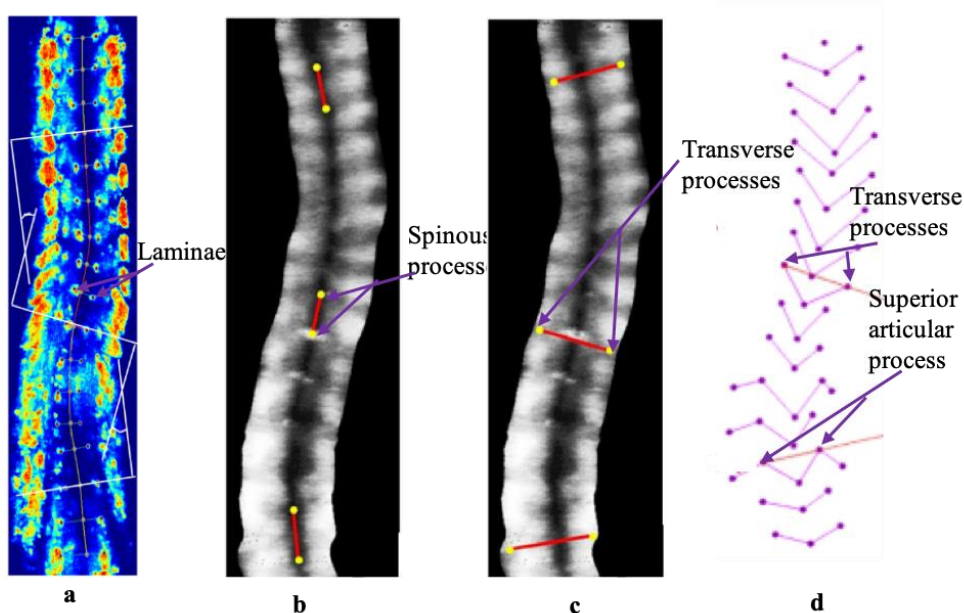 Laminae
Spinous
process
Transverse
processes
Transverse
processes
Superior
articular
process
a
b
c
d